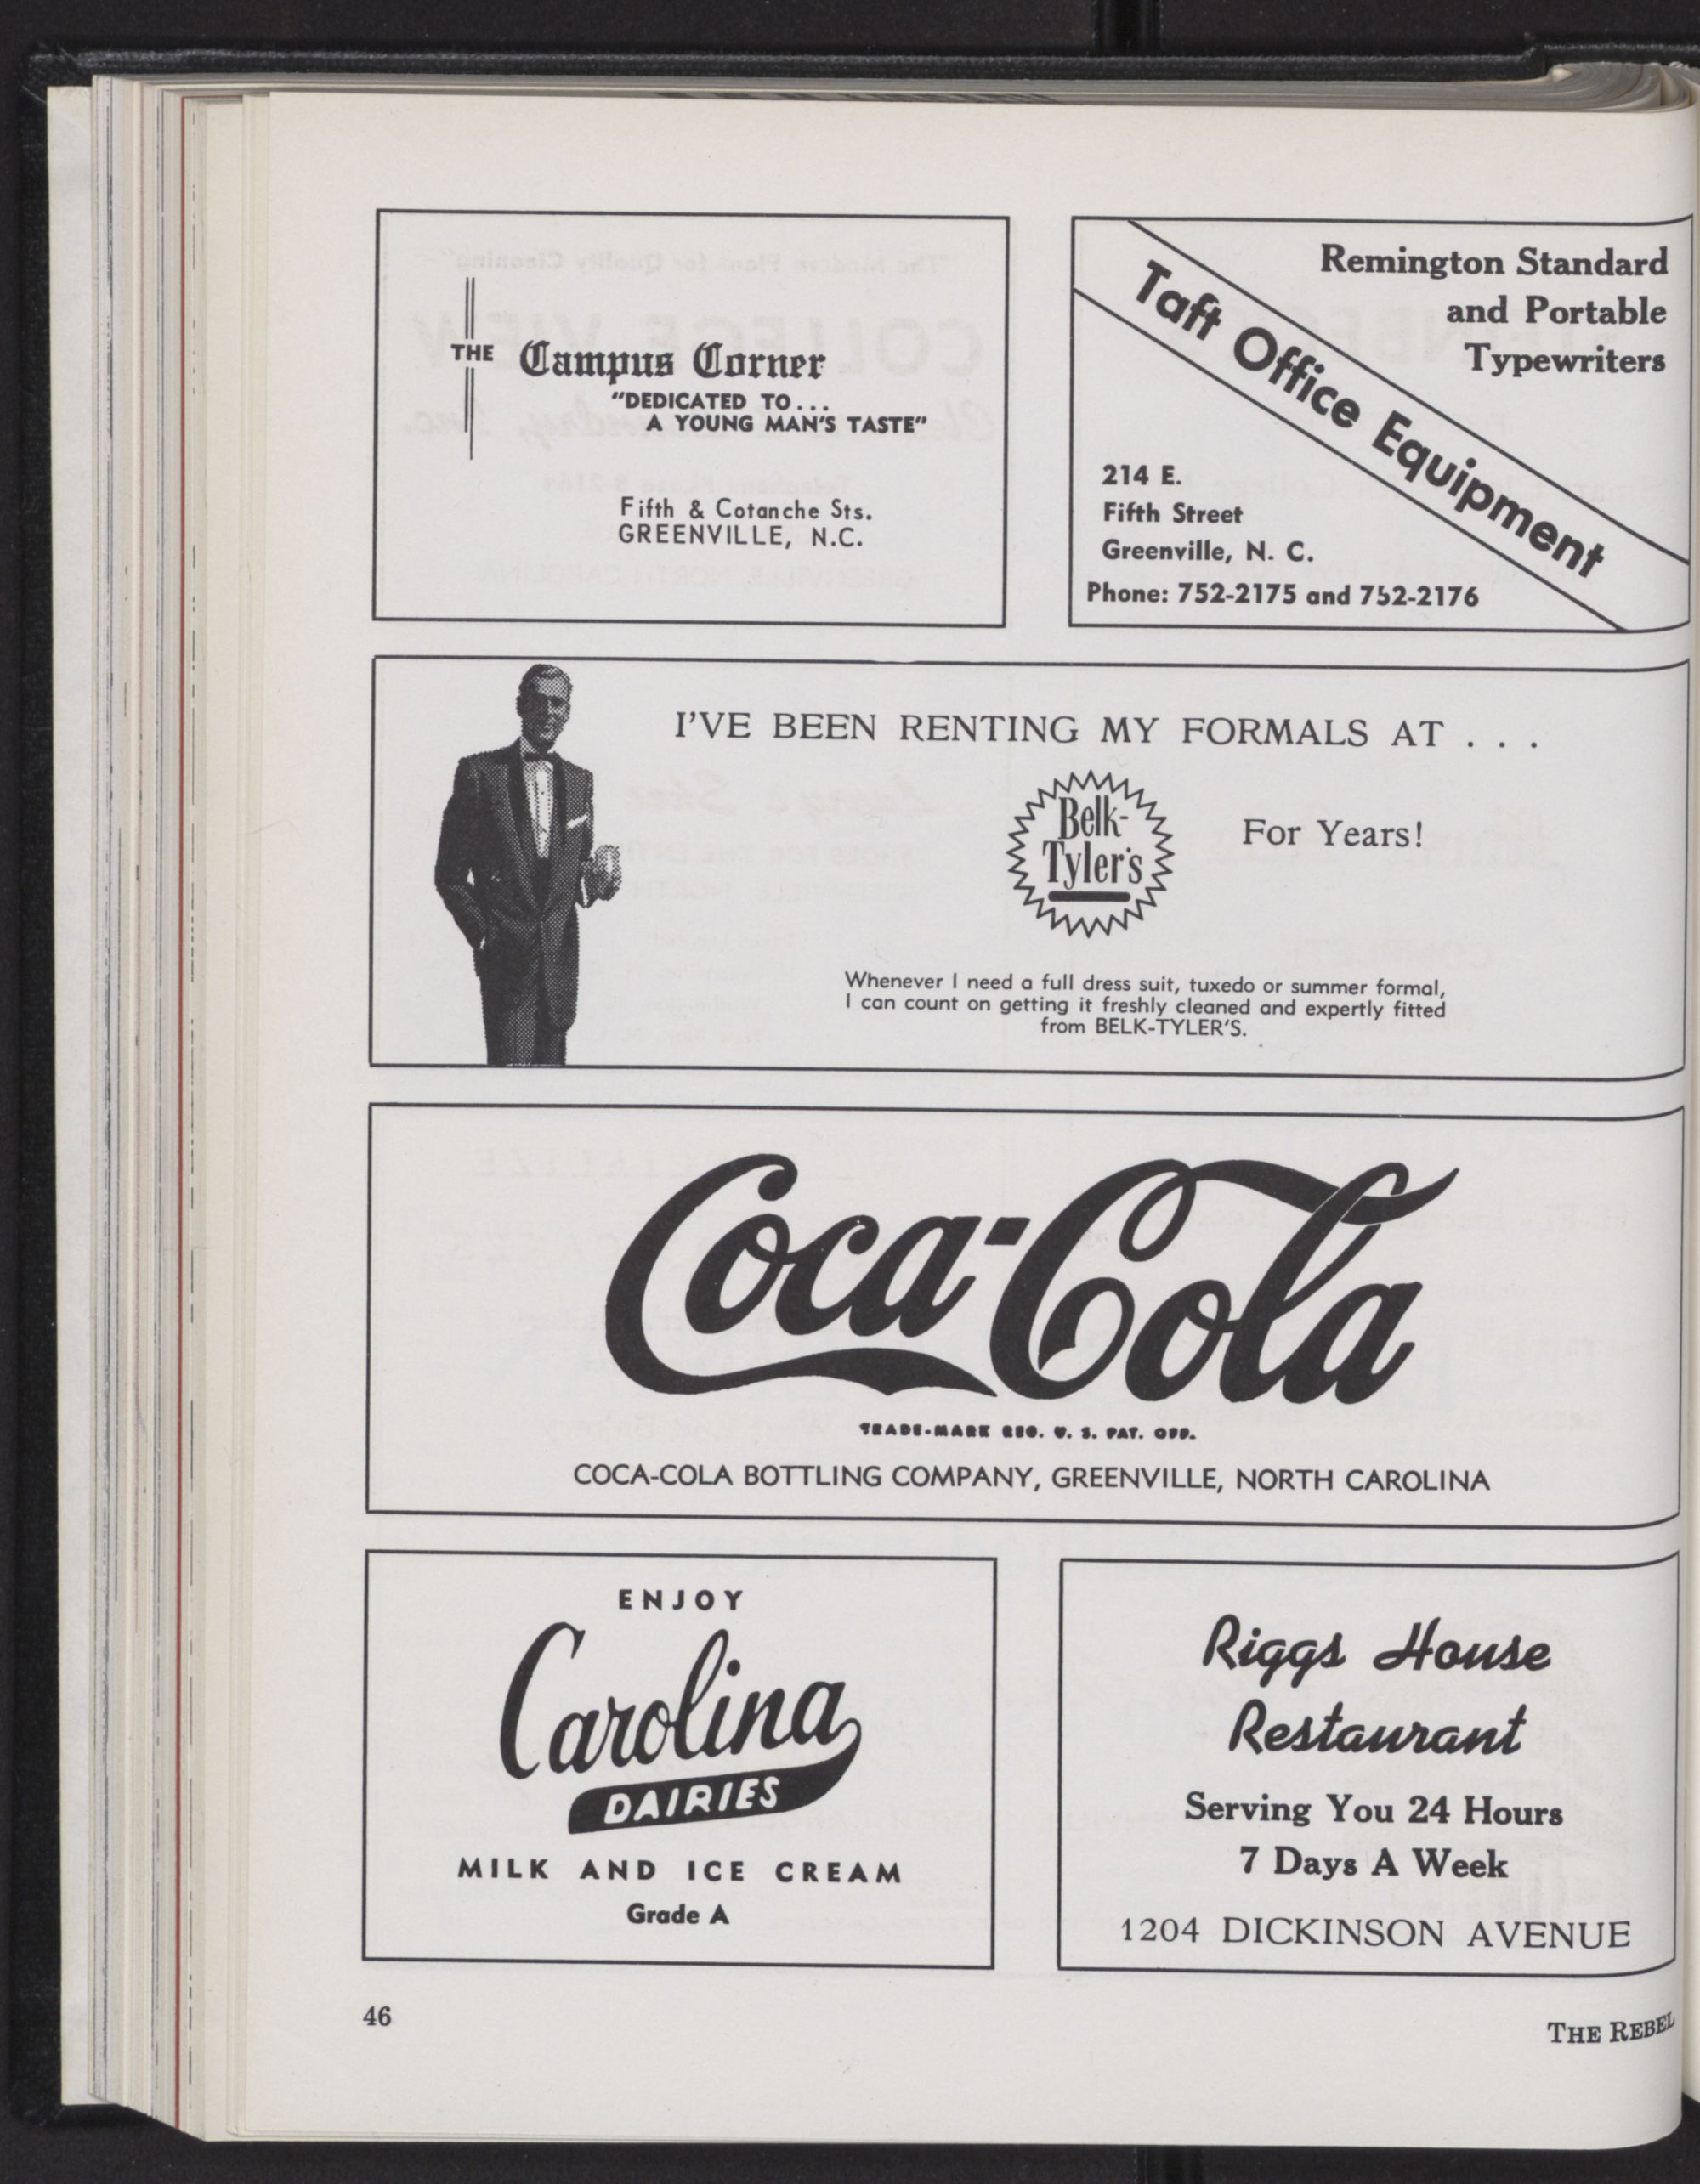 THE Campus Corner
"DEDICATED TO...
A YOUNG MAN'S TASTE"
Fifth & Cotanche Sts.
GREENVILLE, N.C.
Remington Standard
and Portable
Typewriters
Taft Office Equipment
214 E.
Fifth Street
Greenville, N. C.
Phone: 752-2175 and 752-2176
I'VE BEEN RENTING MY FORMALS AT . . .
Belk-
Tyler's
For Years!
Whenever I need a full dress suit, tuxedo or summer formal,
I can count on getting it freshly cleaned and expertly fitted
from BELK-TYLER'S.
Coca-Cola
TRADE-MARK REG. U. S. PAT. OFF.
COCA-COLA BOTTLING COMPANY, GREENVILLE, NORTH CAROLINA
ENJOY
Carolina
DAIRIES
MILK AND ICE CREAM
Grade A
Riggs House
Restaurant
Serving You 24 Hours
7 Days A Week
1204 DICKINSON AVENUE
46
THE REBEL